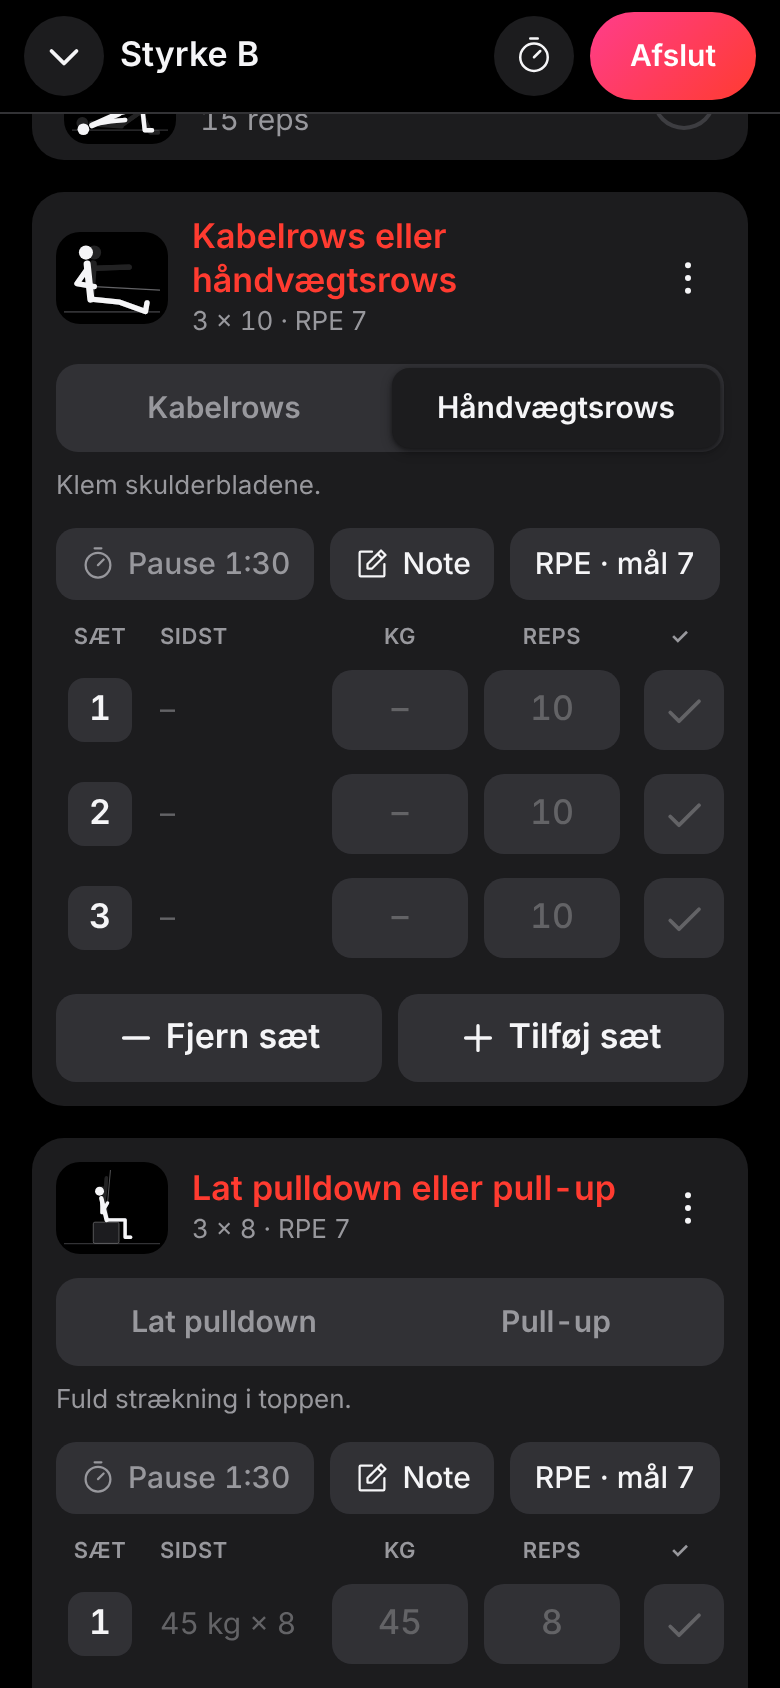 Styrke B
Afslut
15 reps
Kabelrows eller
håndvægtsrows
3 × 10 · RPE 7
Kabelrows
Håndvægtsrows
Klem skulderbladene.
Pause 1:30
Note
RPE · mål 7
SÆT SIDST KG REPS ✓
1 – – 10
2 – – 10
3 – – 10
− Fjern sæt
+ Tilføj sæt
Lat pulldown eller pull-up
3 × 8 · RPE 7
Lat pulldown
Pull-up
Fuld strækning i toppen.
Pause 1:30
Note
RPE · mål 7
SÆT SIDST KG REPS ✓
1 45 kg × 8 45 8